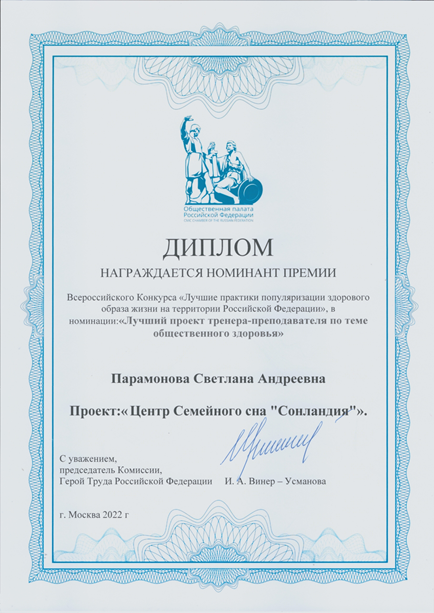 Общественная палата
Российской Федерации
ДИПЛОМ
НАГРАЖДАЕТСЯ НОМИНАНТ ПРЕМИИ
Всероссийского Конкурса «Лучшие практики популяризации здорового
образа жизни на территории Российской Федерации», в
номинации:«Лучший проект тренера-преподавателя по теме
общественного здоровья»
Парамонова Светлана Андреевна
Проект:« Центр Семейного сна "Сонландия"».
С уважением,
председатель Комиссии,
Герой Труда Российской Федерации И. А. Винер – Усманова
г. Москва 2022 г